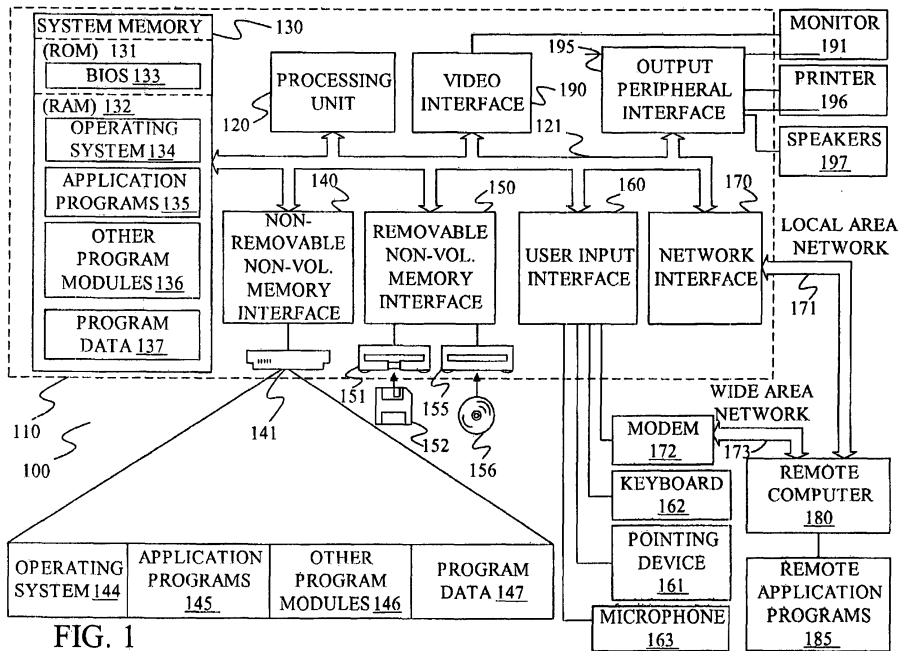 SYSTEM MEMORY
130
(ROM) 131
BIOS 133
(RAM) 132
OPERATING
SYSTEM 134
APPLICATION
PROGRAMS 135
OTHER
PROGRAM
MODULES 136
PROGRAM
DATA 137
PROCESSING
UNIT
120
VIDEO
INTERFACE
190
195
OUTPUT
PERIPHERAL
INTERFACE
121
MONITOR
191
PRINTER
196
SPEAKERS
197
140
NON-
REMOVABLE
NON-VOL.
MEMORY
INTERFACE
150
REMOVABLE
NON-VOL.
MEMORY
INTERFACE
160
USER INPUT
INTERFACE
170
NETWORK
INTERFACE
LOCAL AREA
NETWORK
171
110
100
141
151
152
155
156
WIDE AREA
NETWORK
173
MODEM
172
KEYBOARD
162
POINTING
DEVICE
161
MICROPHONE
163
REMOTE
COMPUTER
180
REMOTE
APPLICATION
PROGRAMS
185
OPERATING
SYSTEM 144
APPLICATION
PROGRAMS
145
OTHER
PROGRAM
MODULES 146
PROGRAM
DATA 147
FIG. 1